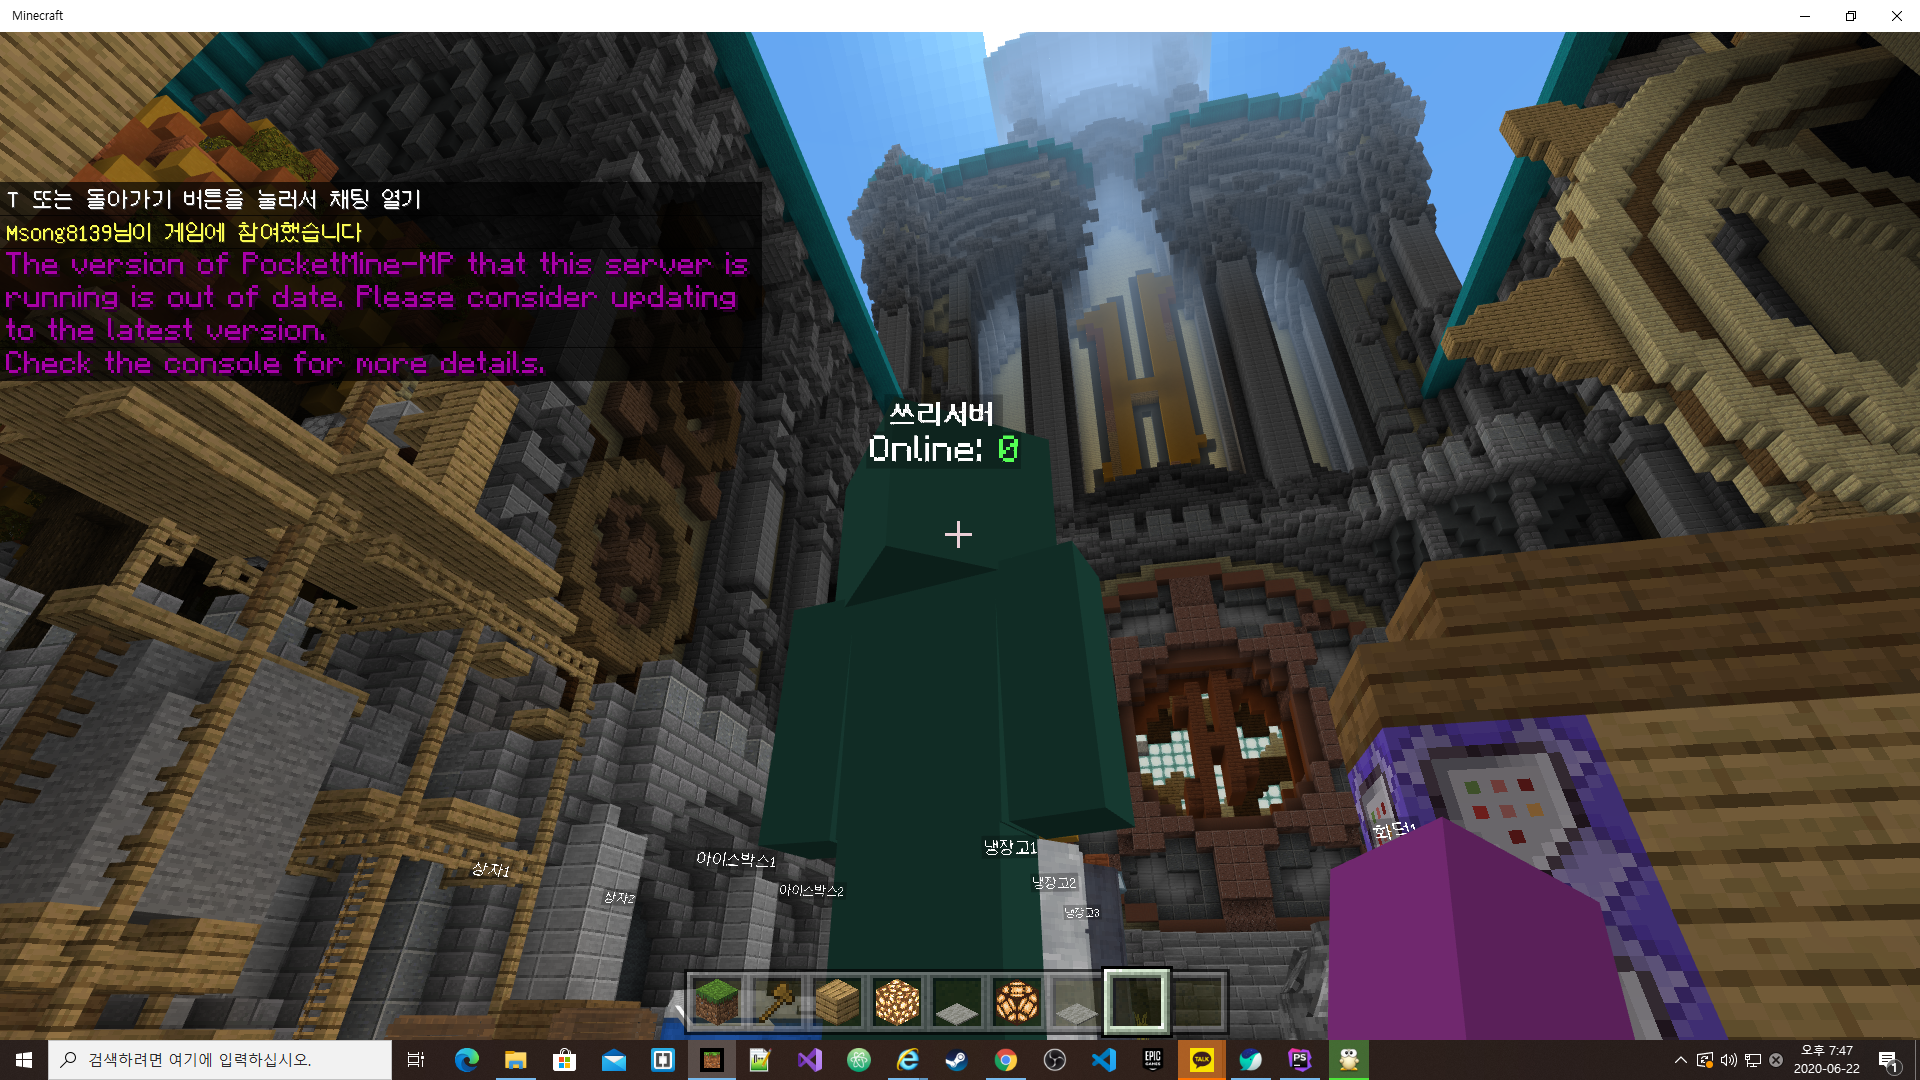 Minecraft
T 또는 돌아가기 버튼을 눌러서 채팅 열기
Msong8139님이 게임에 참여했습니다
The version of PocketMine-MP that this server is
running is out of date. Please consider updating
to the latest version.
Check the console for more details.
쓰리서버
Online: 0
화덕1
냉장고1
아이스박스1
상자1
냉장고2
아이스박스2
상자2
냉장고3
검색하려면 여기에 입력하십시오.
EPIC
GAMES
TALK
PS
오후 7:47
2020-06-22
1